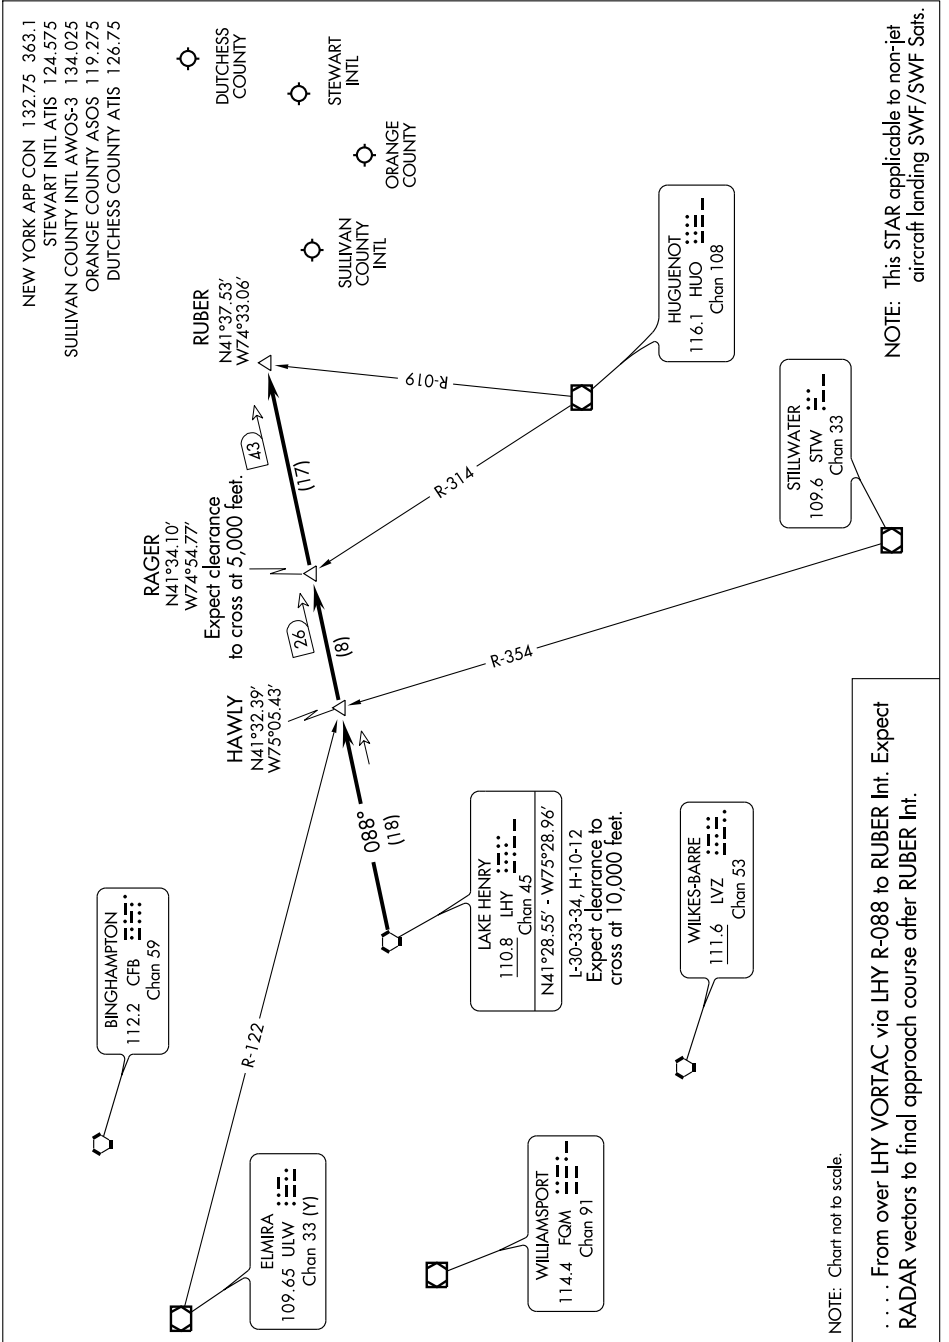 NEW YORK APP CON 132.75 363.1
STEWART INTL ATIS 124.575
SULLIVAN COUNTY INTL AWOS-3 134.025
ORANGE COUNTY ASOS 119.275
DUTCHESS COUNTY ATIS 126.75
DUTCHESS
COUNTY
STEWART
INTL
ORANGE
COUNTY
SULLIVAN
COUNTY
INTL
RUBER
N41°37.53′
W74°33.06′
43
(17)
R-019
RAGER
N41°34.10′
W74°54.77′
Expect clearance
to cross at 5,000 feet.
26
(8)
R-314
HUGUENOT
116.1 HUO
Chan 108
HAWLY
N41°32.39′
W75°05.43′
R-354
STILLWATER
109.6 STW
Chan 33
088°
(18)
LAKE HENRY
110.8 LHY
Chan 45
N41°28.55′ - W75°28.96′
L-30-33-34, H-10-12
Expect clearance to
cross at 10,000 feet.
BINGHAMPTON
112.2 CFB
Chan 59
R-122
WILKES-BARRE
111.6 LVZ
Chan 53
ELMIRA
109.65 ULW
Chan 33 (Y)
WILLIAMSPORT
114.4 FQM
Chan 91
NOTE: This STAR applicable to non-jet
aircraft landing SWF/SWF Sats.
NOTE: Chart not to scale.
. . . . From over LHY VORTAC via LHY R-088 to RUBER Int. Expect
RADAR vectors to final approach course after RUBER Int.